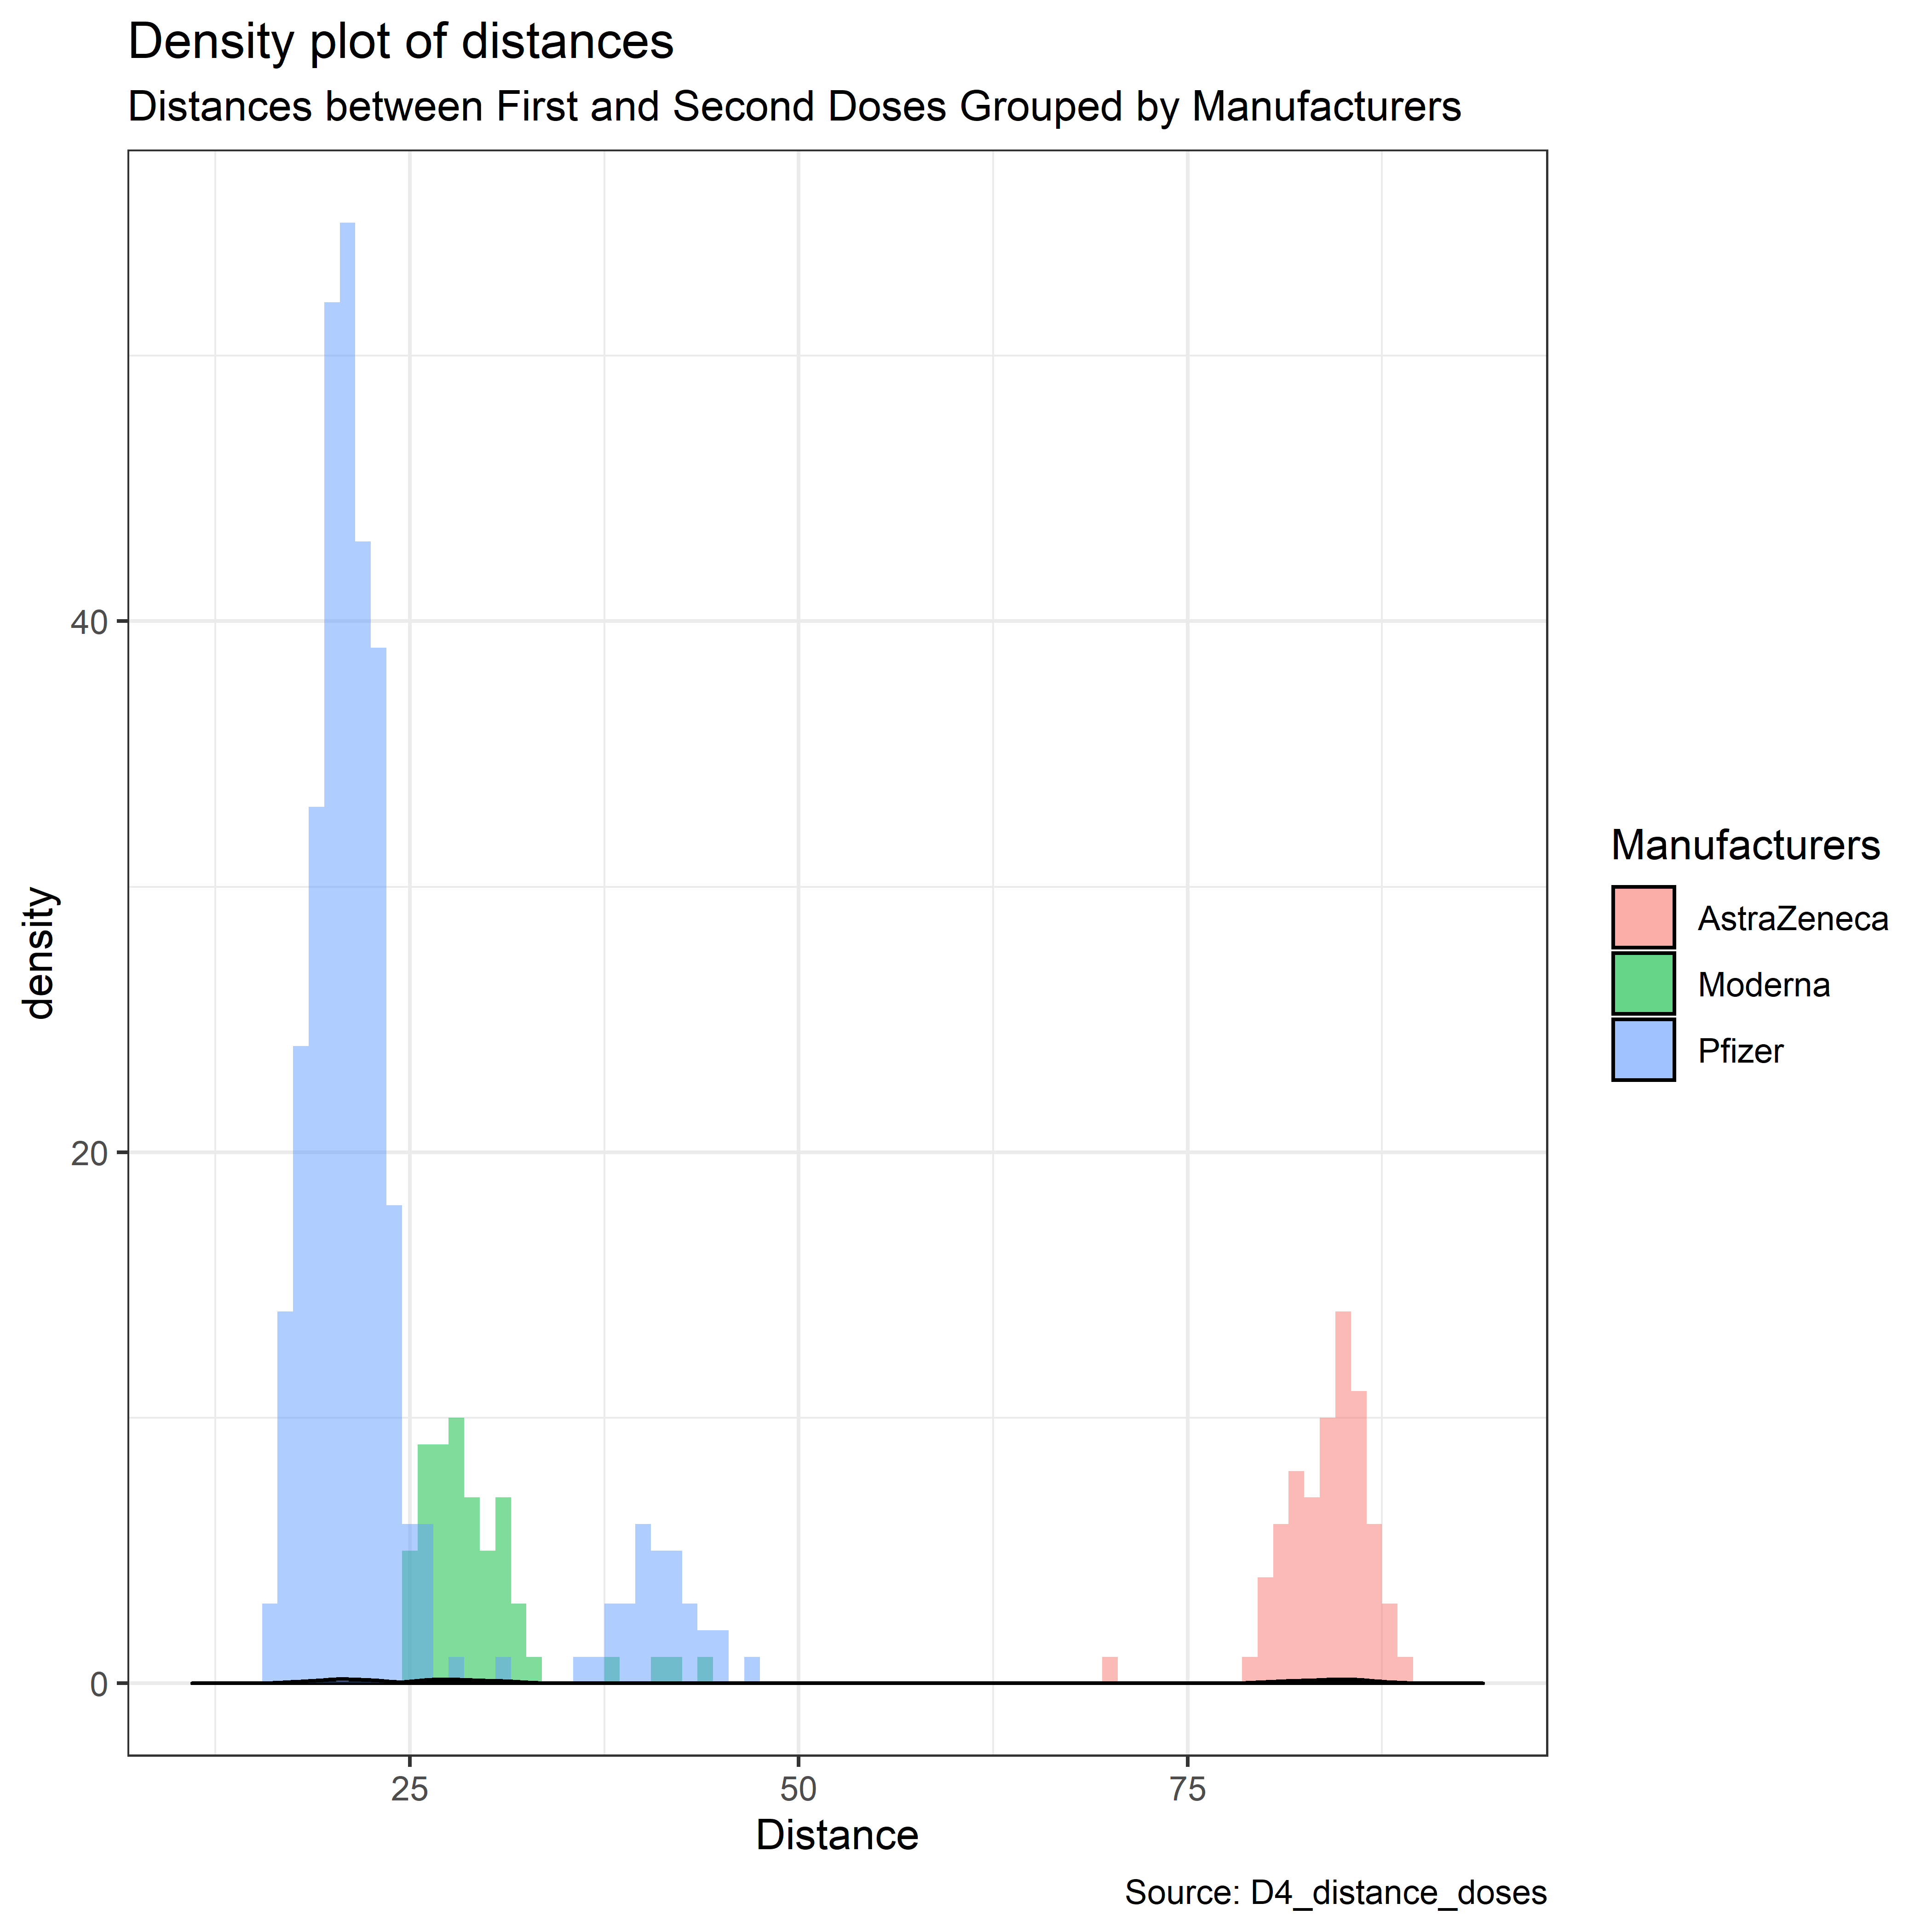 Density plot of distances
Distances between First and Second Doses Grouped by Manufacturers
density
40
20
0
25
50
75
Distance
Manufacturers
AstraZeneca
Moderna
Pfizer
Source: D4_distance_doses